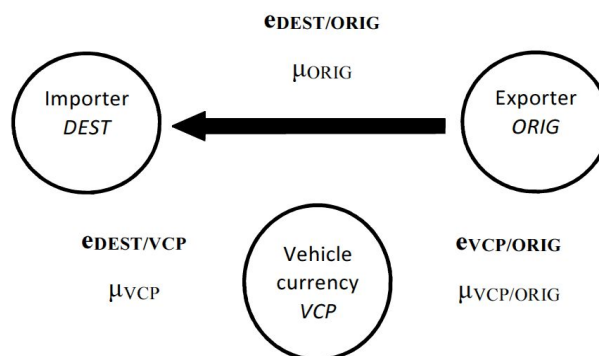 eDEST/ORIG
μORIG
Importer
DEST
Exporter
ORIG
eDEST/VCP
μVCP
Vehicle
currency
VCP
eVCP/ORIG
μVCP/ORIG